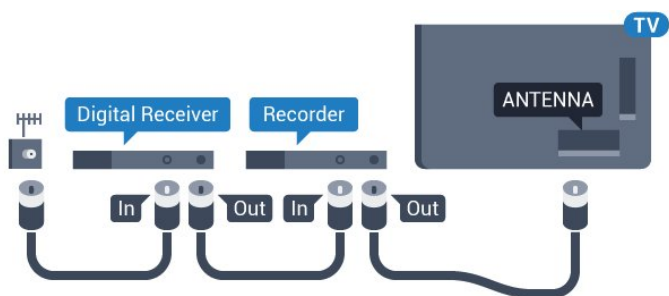 TV
ANTENNA
Digital Receiver
Recorder
In
Out
In
Out